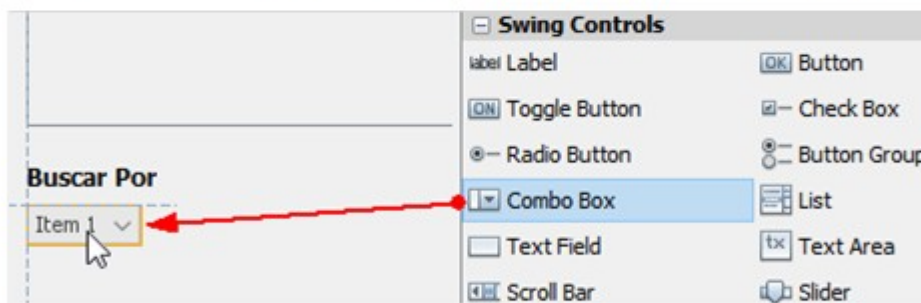 Swing Controls
label Label
OK Button
ON Toggle Button
Check Box
Radio Button
Button Group
Buscar Por
Combo Box
List
Item 1
Text Field
tx Text Area
Scroll Bar
Slider